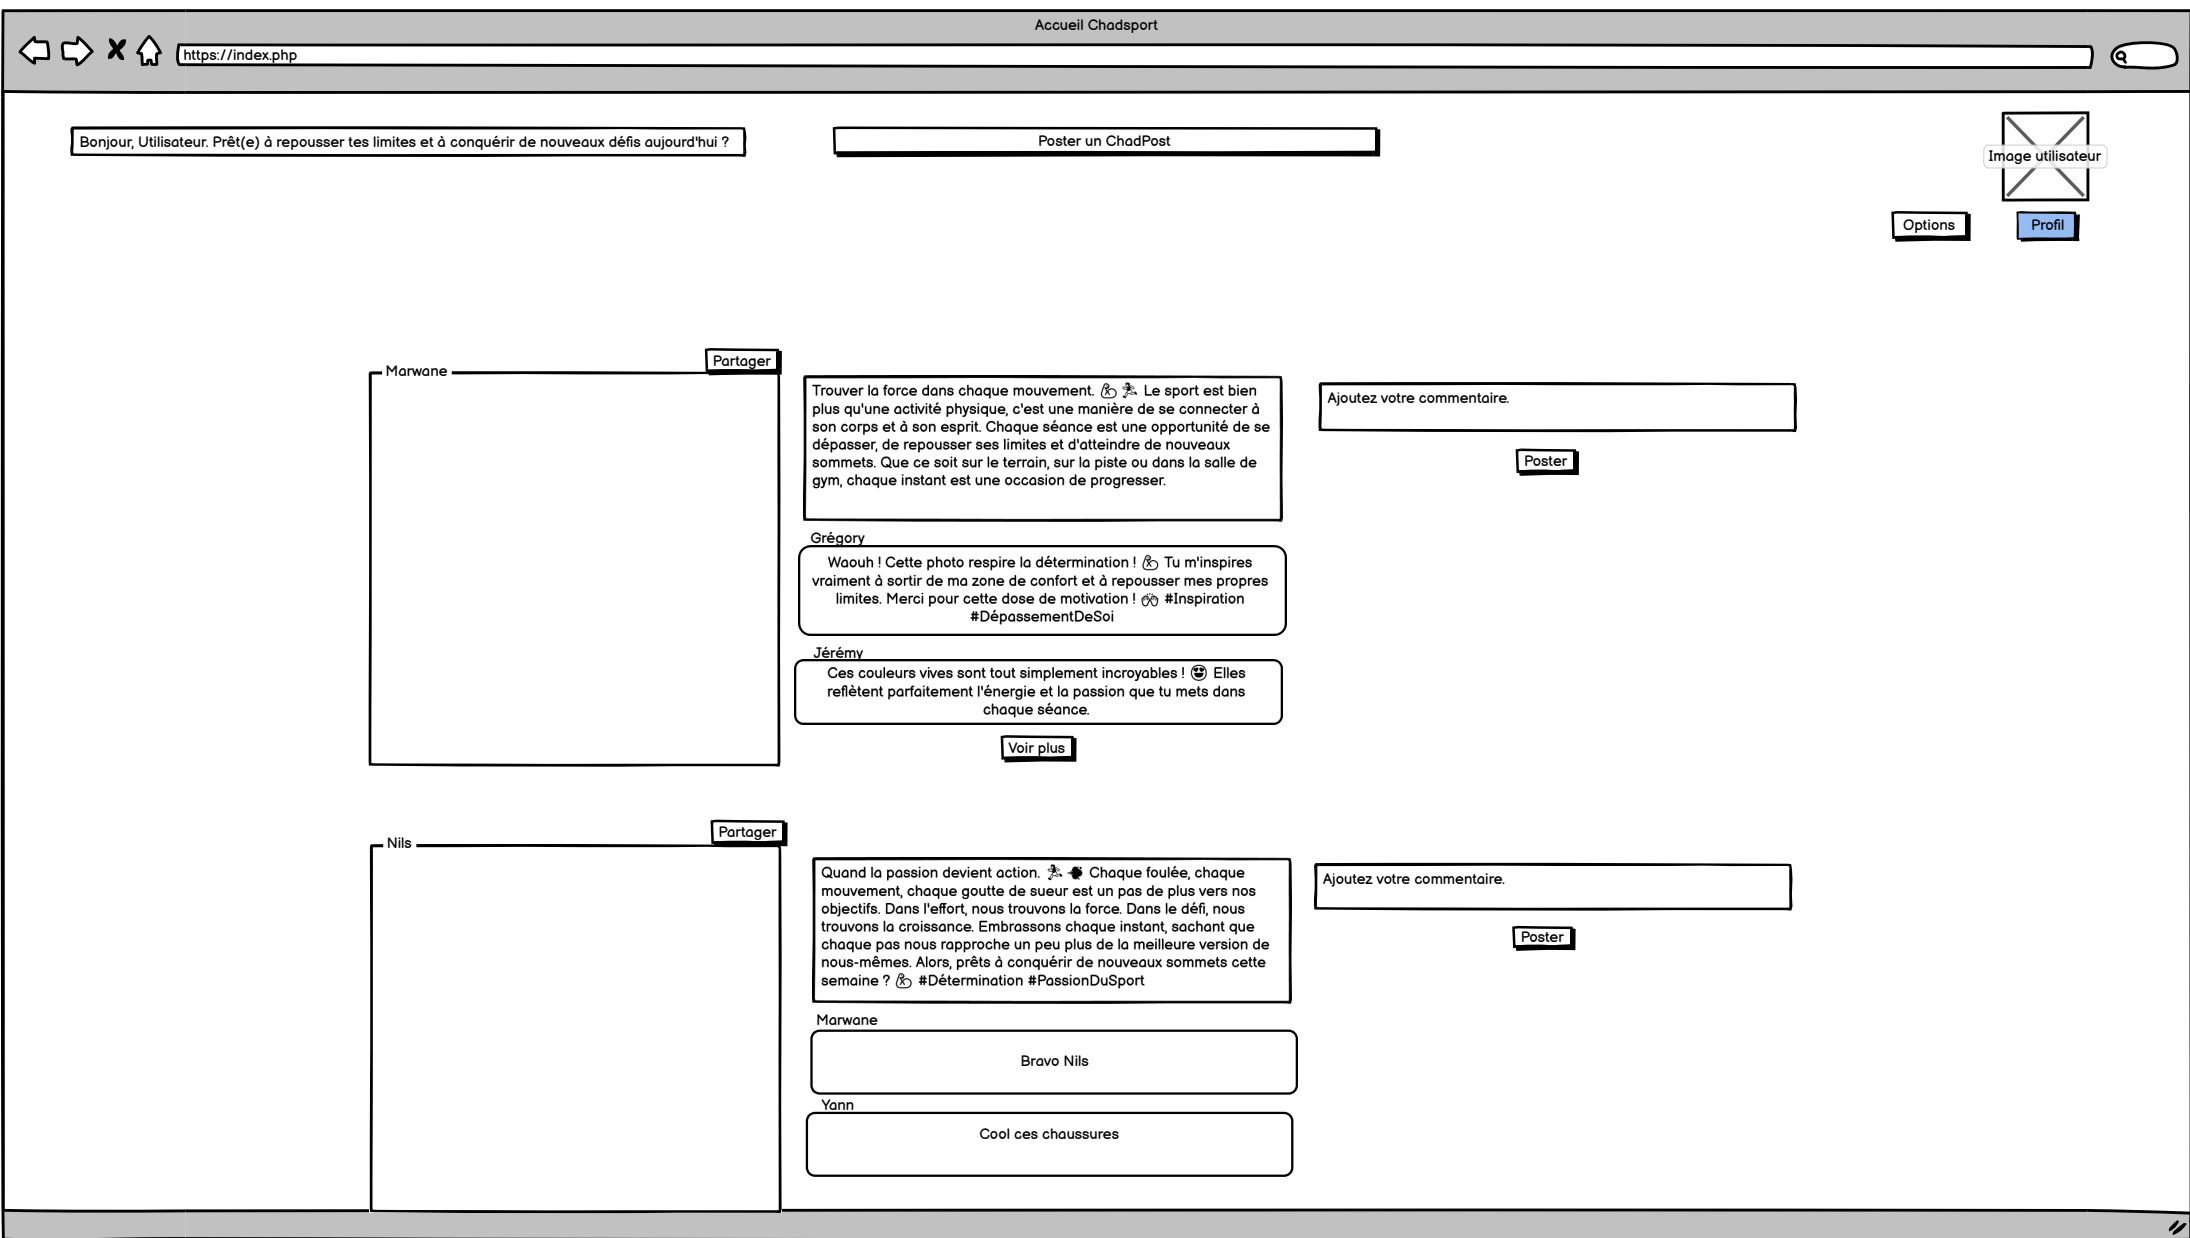 Accueil Chadsport
https://index.php
Bonjour, Utilisateur. Prêt(e) à repousser tes limites et à conquérir de nouveaux défis aujourd'hui ?
Poster un ChadPost
Image utilisateur
Options
Profil
Marwane
Partager
Trouver la force dans chaque mouvement. 💪 🏃 Le sport est bien
plus qu'une activité physique, c'est une manière de se connecter à
son corps et à son esprit. Chaque séance est une opportunité de se
dépasser, de repousser ses limites et d'atteindre de nouveaux
sommets. Que ce soit sur le terrain, sur la piste ou dans la salle de
gym, chaque instant est une occasion de progresser.
Ajoutez votre commentaire.
Poster
Grégory
Waouh ! Cette photo respire la détermination ! 💪 Tu m'inspires
vraiment à sortir de ma zone de confort et à repousser mes propres
limites. Merci pour cette dose de motivation ! 👏 #Inspiration
#DépassementDeSoi
Jérémy
Ces couleurs vives sont tout simplement incroyables ! 😍 Elles
reflètent parfaitement l'énergie et la passion que tu mets dans
chaque séance.
Voir plus
Nils
Partager
Quand la passion devient action. 🏃 Chaque foulée, chaque
mouvement, chaque goutte de sueur est un pas de plus vers nos
objectifs. Dans l'effort, nous trouvons la force. Dans le défi, nous
trouvons la croissance. Embrassons chaque instant, sachant que
chaque pas nous rapproche un peu plus de la meilleure version de
nous-mêmes. Alors, prêts à conquérir de nouveaux sommets cette
semaine ? 💪 #Détermination #PassionDuSport
Ajoutez votre commentaire.
Poster
Marwane
Bravo Nils
Yann
Cool ces chaussures